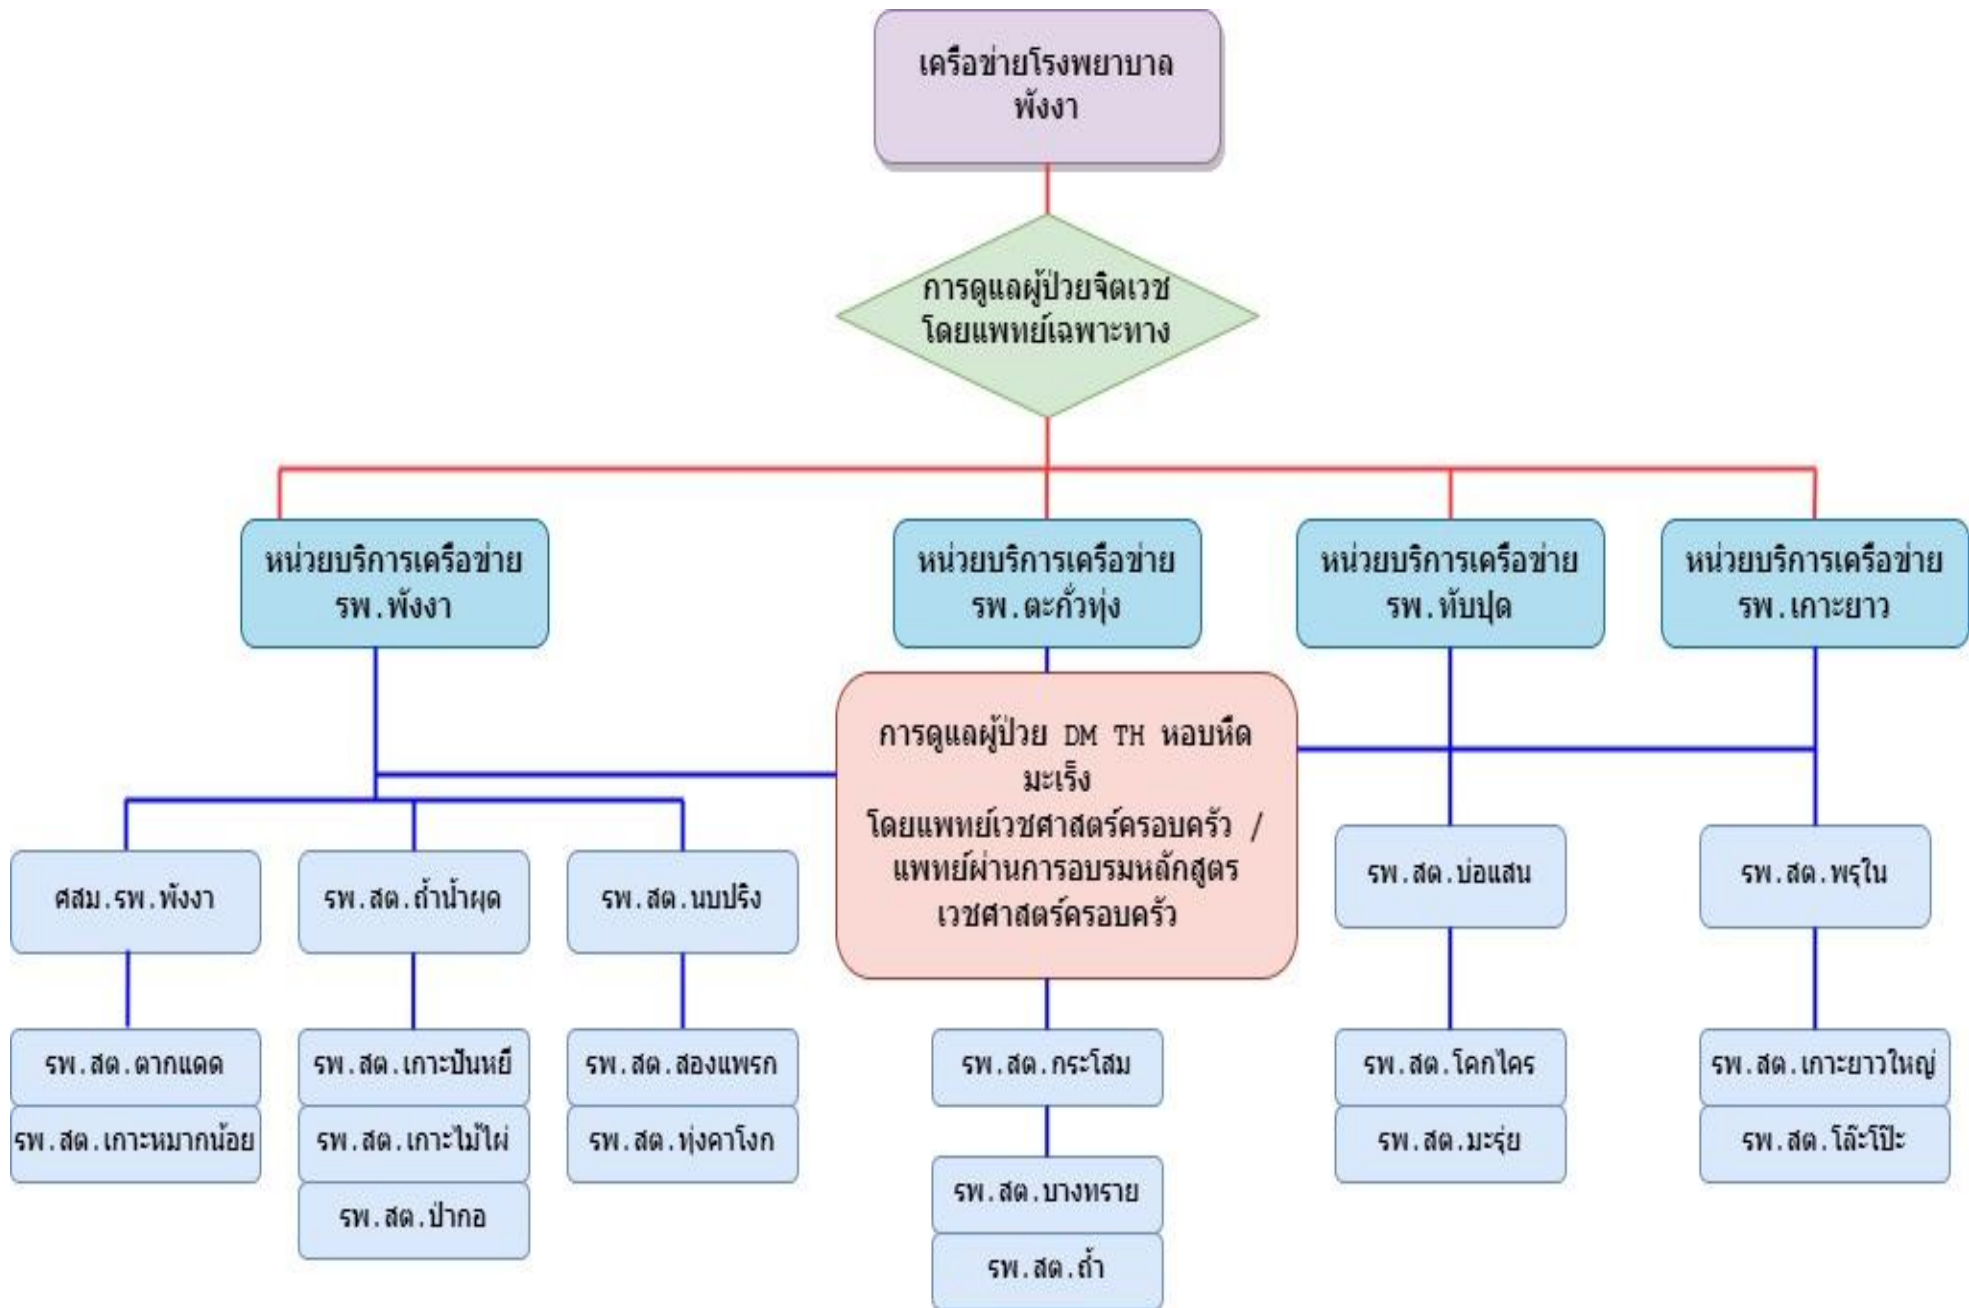 เครือข่ายโรงพยาบาล
พังงา
การดูแลผู้ป่วยจิตเวช
โดยแพทย์เฉพาะทาง
หน่วยบริการเครือข่าย
รพ.พังงา
หน่วยบริการเครือข่าย
รพ.ตะกั่วทุ่ง
หน่วยบริการเครือข่าย
รพ.ทับปุด
หน่วยบริการเครือข่าย
รพ.เกาะยาว
การดูแลผู้ป่วย DM TH หอบหืด
มะเร็ง
โดยแพทย์เวชศาสตร์ครอบครัว /
แพทย์ผ่านการอบรมหลักสูตร
เวชศาสตร์ครอบครัว
ศสม.รพ.พังงา
รพ.สต.ถ้ำน้ำผุด
รพ.สต.นบปริง
รพ.สต.บ่อแสน
รพ.สต.พรุใน
รพ.สต.ตากแดด
รพ.สต.เกาะหมากน้อย
รพ.สต.เกาะปันหยี
รพ.สต.เกาะไม้ไผ่
รพ.สต.ป่ากอ
รพ.สต.สองแพรก
รพ.สต.ทุ่งคาโงก
รพ.สต.กระโสม
รพ.สต.บางทราย
รพ.สต.ถ้ำ
รพ.สต.โคกไคร
รพ.สต.มะรุ่ย
รพ.สต.เกาะยาวใหญ่
รพ.สต.โล๊ะโป๊ะ